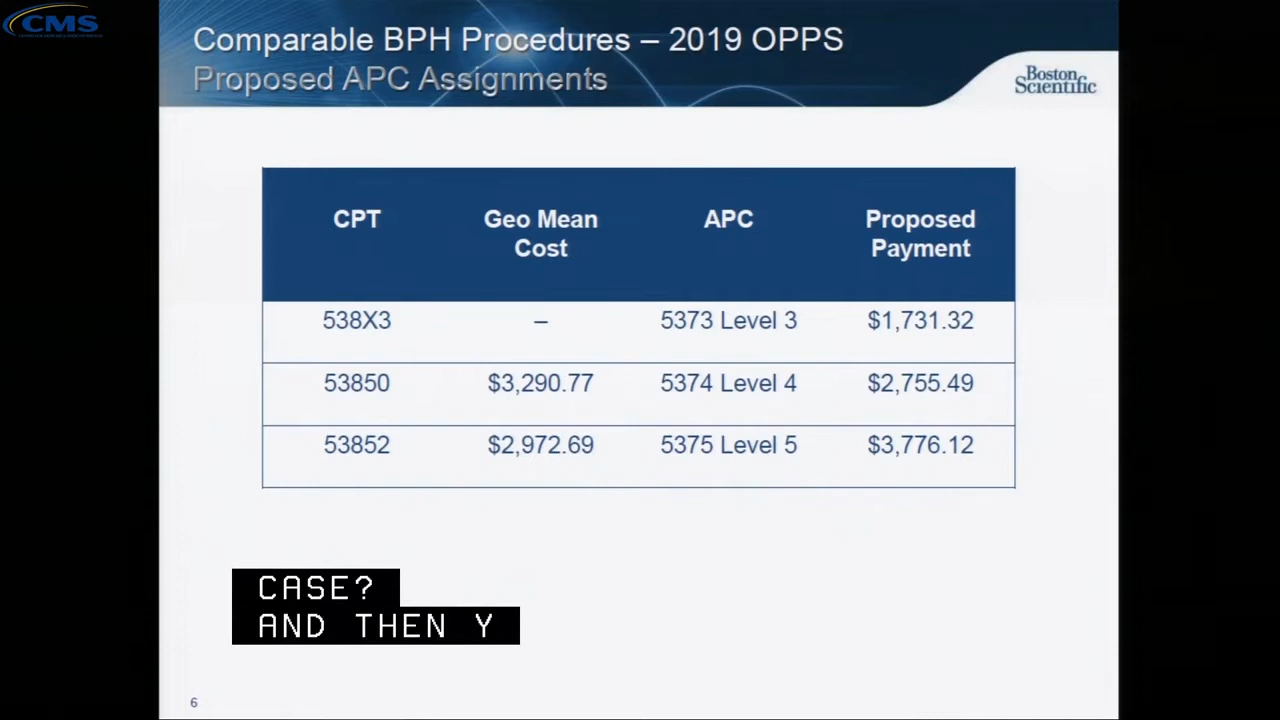 CMS
Comparable BPH Procedures – 2019 OPPS
Proposed APC Assignments
Boston
Scientific
CPT Geo Mean Cost APC Proposed Payment
538X3 – 5373 Level 3 $1,731.32
53850 $3,290.77 5374 Level 4 $2,755.49
53852 $2,972.69 5375 Level 5 $3,776.12
CASE?
AND THEN Y
6